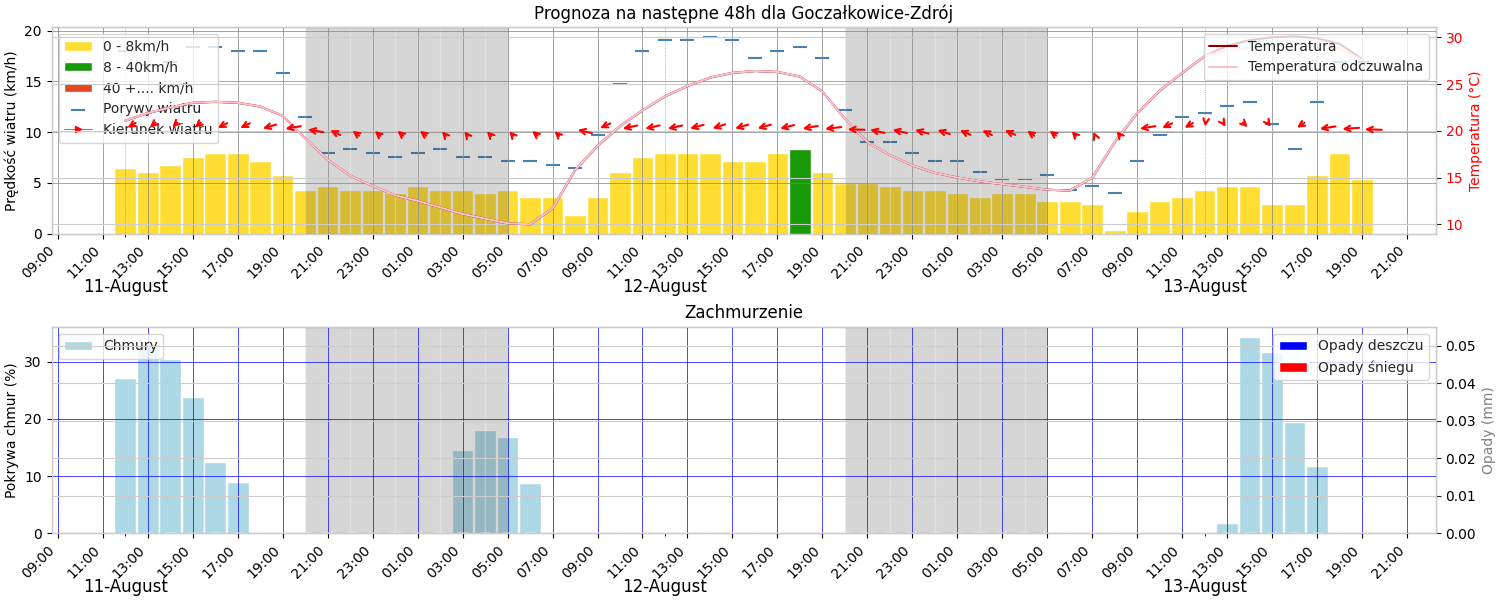 Prognoza na następne 48h dla Goczałkowice-Zdrój
Prędkość wiatru (km/h)
20
15
10
5
0
0 - 8km/h
8 - 40km/h
40 +.... km/h
Porywy wiatru
Kierunek wiatru
Temperatura
Temperatura odczuwalna
30
25
20
15
10
Temperatura (°C)
09:00 11:00 13:00 15:00 17:00 19:00 21:00 23:00 01:00 03:00 05:00 07:00 09:00 11:00 13:00 15:00 17:00 19:00 21:00 23:00 01:00 03:00 05:00 07:00 09:00 11:00 13:00 15:00 17:00 19:00 21:00
11-August 12-August 13-August
Zachmurzenie
Pokrywa chmur (%)
30
20
10
0
Chmury
Opady deszczu
Opady śniegu
0.05
0.04
0.03
0.02
0.01
0.00
Opady (mm)
09:00 11:00 13:00 15:00 17:00 19:00 21:00 23:00 01:00 03:00 05:00 07:00 09:00 11:00 13:00 15:00 17:00 19:00 21:00 23:00 01:00 03:00 05:00 07:00 09:00 11:00 13:00 15:00 17:00 19:00 21:00
11-August 12-August 13-August